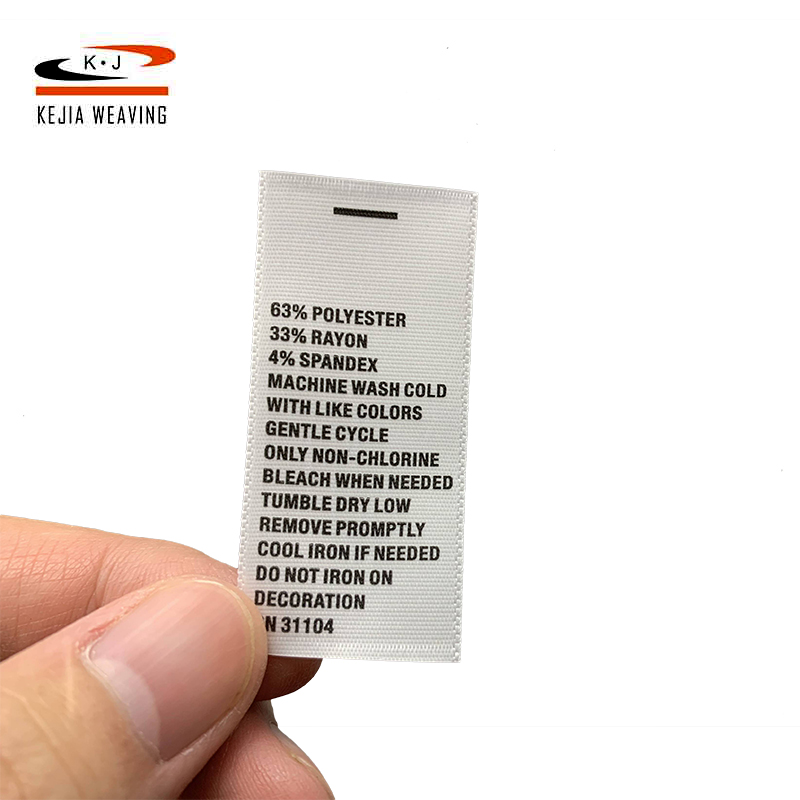 K·J
KEJIA WEAVING
63% POLYESTER
33% RAYON
4% SPANDEX
MACHINE WASH COLD
WITH LIKE COLORS
GENTLE CYCLE
ONLY NON-CHLORINE
BLEACH WHEN NEEDED
TUMBLE DRY LOW
REMOVE PROMPTLY
COOL IRON IF NEEDED
DO NOT IRON ON
DECORATION
31104